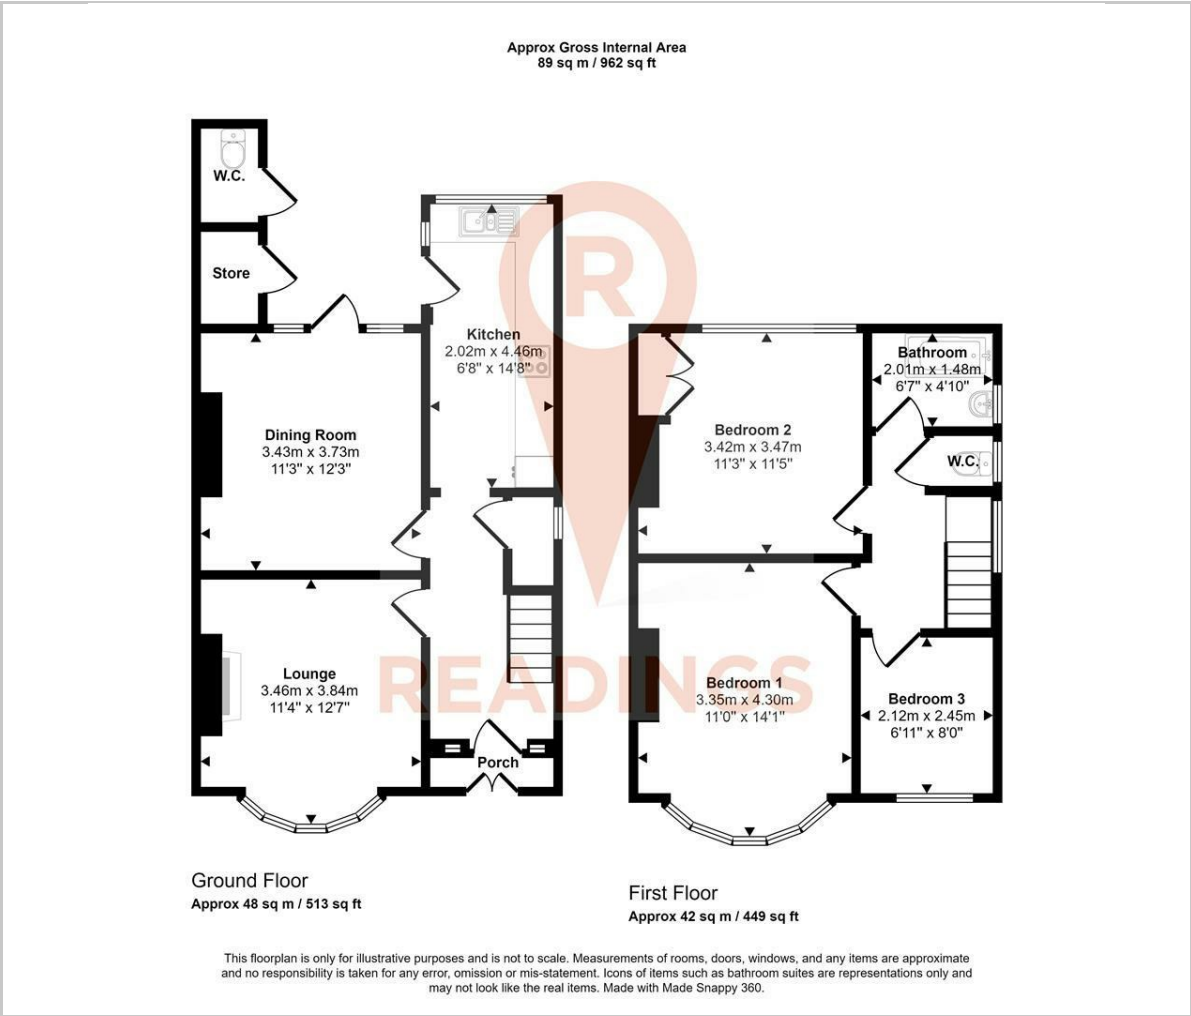 Approx Gross Internal Area
89 sq m / 962 sq ft
W.C.
Store
R
Kitchen
2.02m x 4.46m
6'8" x 14'8"
Dining Room
3.43m x 3.73m
11'3" x 12'3"
Lounge
3.46m x 3.84m
11'4" x 12'7"
Porch
Bathroom
2.01m x 1.48m
6'7" x 4'10"
Bedroom 2
3.42m x 3.47m
11'3" x 11'5"
W.C.
READINGS
Bedroom 1
3.35m x 4.30m
11'0" x 14'1"
Bedroom 3
2.12m x 2.45m
6'11" x 8'0"
Ground Floor
Approx 48 sq m / 513 sq ft
First Floor
Approx 42 sq m / 449 sq ft
This floorplan is only for illustrative purposes and is not to scale. Measurements of rooms, doors, windows, and any items are approximate
and no responsibility is taken for any error, omission or mis-statement. Icons of items such as bathroom suites are representations only and
may not look like the real items. Made with Made Snappy 360.